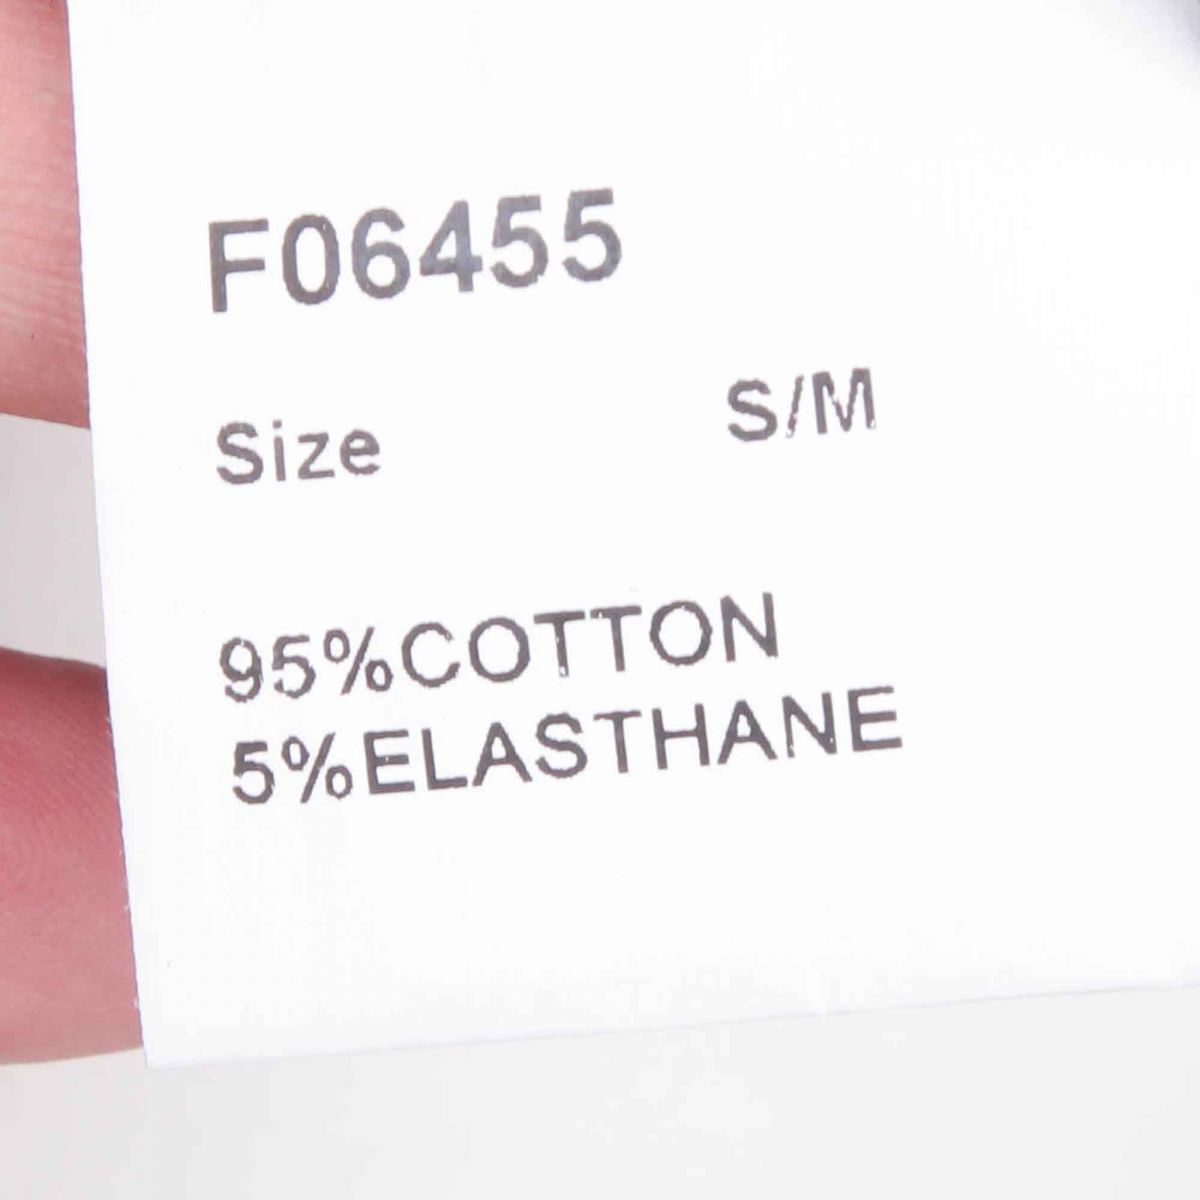 F06455
Size S/M
95%COTTON
5%ELASTHANE